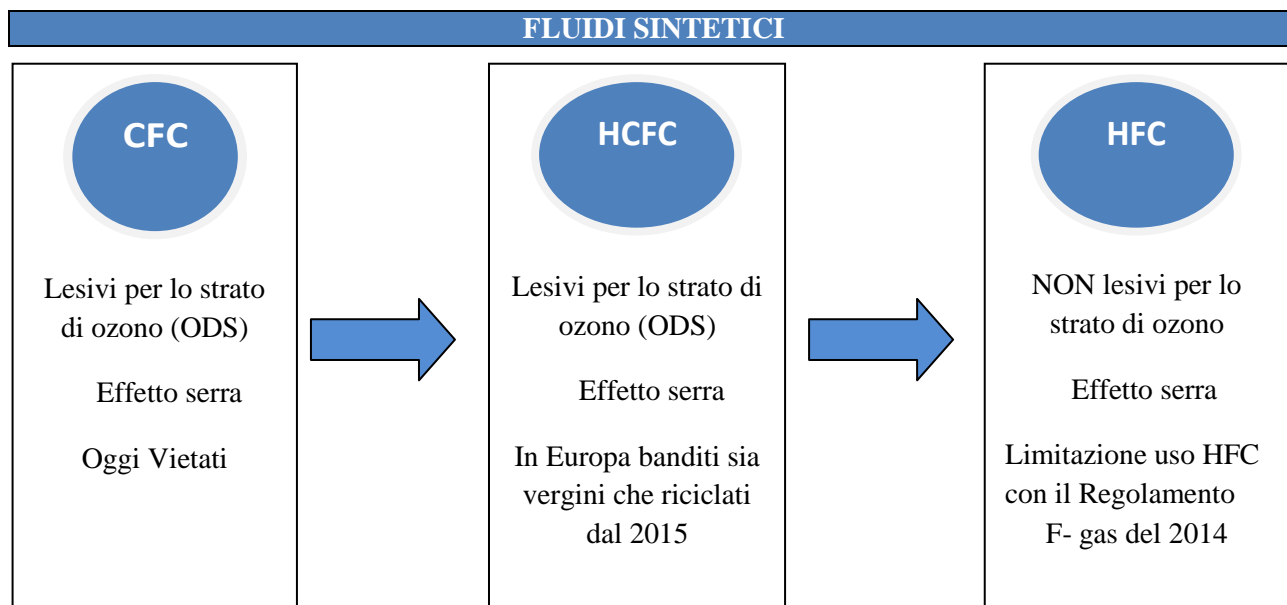 FLUIDI SINTETICI
CFC
Lesivi per lo strato
di ozono (ODS)
Effetto serra
Oggi Vietati
HCFC
Lesivi per lo strato di
ozono (ODS)
Effetto serra
In Europa banditi sia
vergini che riciclati
dal 2015
HFC
NON lesivi per lo
strato di ozono
Effetto serra
Limitazione uso HFC
con il Regolamento
F- gas del 2014